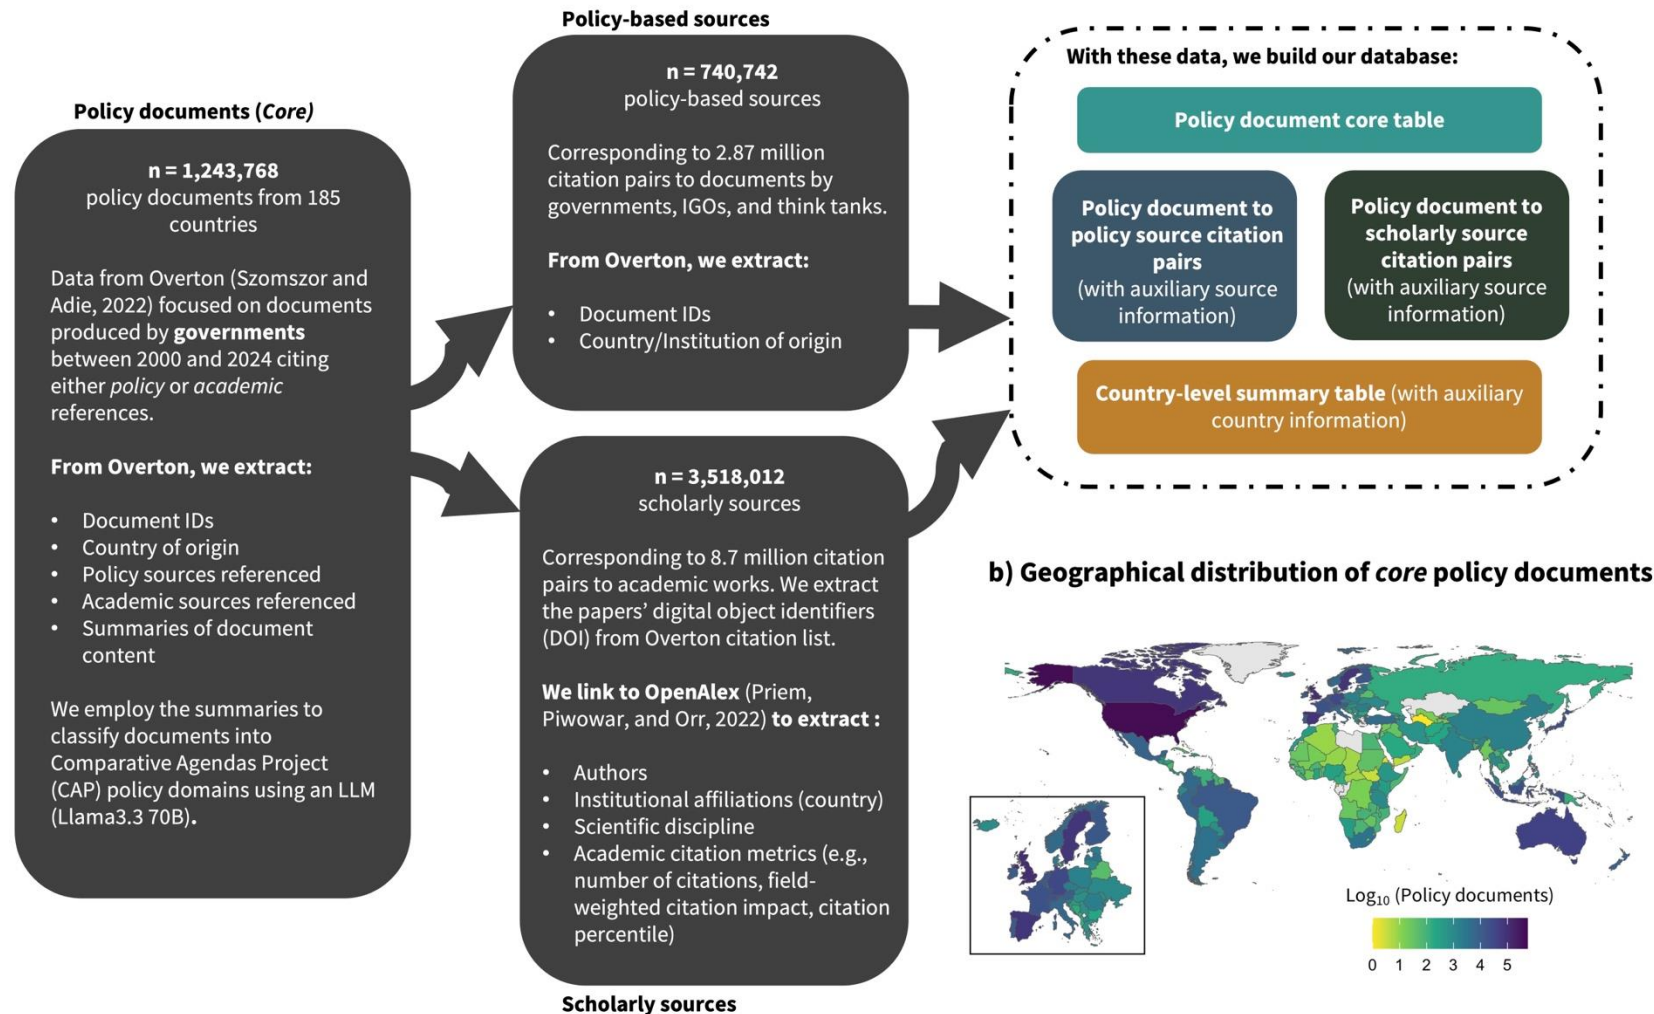 Policy documents (Core)
n = 1,243,768
policy documents from 185
countries
Data from Overton (Szomszor and
Adie, 2022) focused on documents
produced by governments
between 2000 and 2024 citing
either policy or academic
references.
From Overton, we extract:
• Document IDs
• Country of origin
• Policy sources referenced
• Academic sources referenced
• Summaries of document
content
We employ the summaries to
classify documents into
Comparative Agendas Project
(CAP) policy domains using an LLM
(Llama3.3 70B).
Policy-based sources
n = 740,742
policy-based sources
Corresponding to 2.87 million
citation pairs to documents by
governments, IGOs, and think tanks.
From Overton, we extract:
• Document IDs
• Country/Institution of origin
n = 3,518,012
scholarly sources
Corresponding to 8.7 million citation
pairs to academic works. We extract
the papers’ digital object identifiers
(DOI) from Overton citation list.
We link to OpenAlex (Priem,
Piwowar, and Orr, 2022) to extract :
• Authors
• Institutional affiliations (country)
• Scientific discipline
• Academic citation metrics (e.g.,
number of citations, field-
weighted citation impact, citation
percentile)
Scholarly sources
With these data, we build our database:
Policy document core table
Policy document to
policy source citation
pairs
(with auxiliary source
information)
Policy document to
scholarly source
citation pairs
(with auxiliary source
information)
Country-level summary table (with auxiliary
country information)
b) Geographical distribution of core policy documents
Log₁₀ (Policy documents)
0 1 2 3 4 5